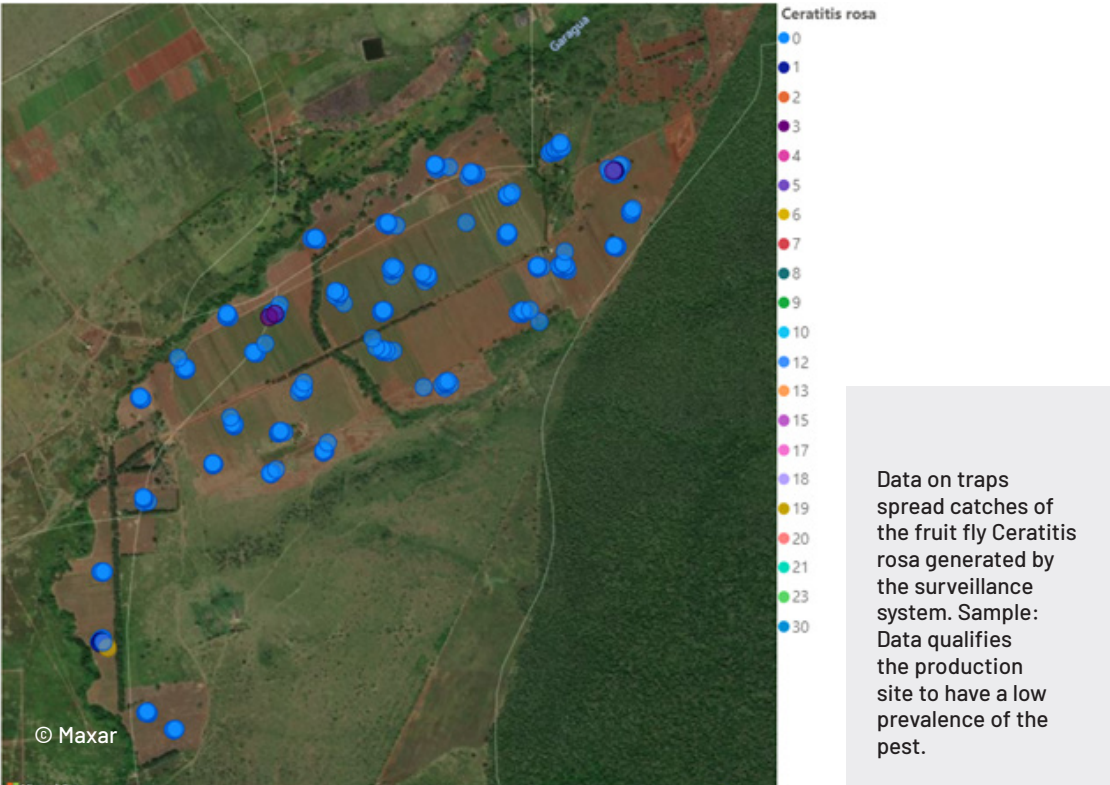 Garagua
Ceratitis rosa
0
1
2
3
4
5
6
7
8
9
10
12
13
15
17
18
19
20
21
23
30
Data on traps
spread catches of
the fruit fly Ceratitis
rosa generated by
the surveillance
system. Sample:
Data qualifies
the production
site to have a low
prevalence of the
pest.
© Maxar